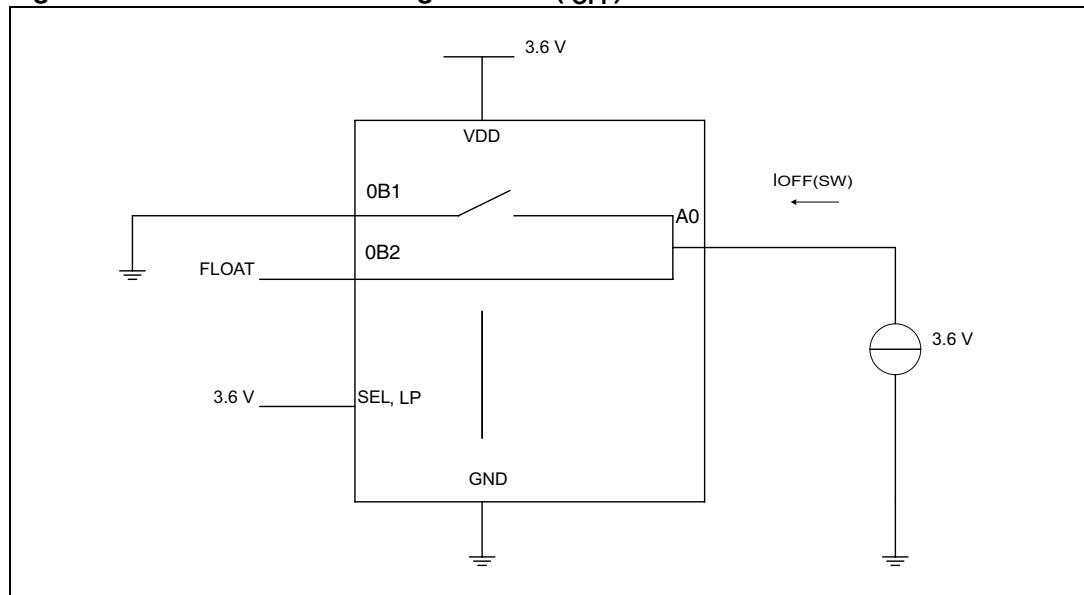 3.6 V
VDD
0B1
IOFF(SW)
A0
0B2
FLOAT
3.6 V
3.6 V
SEL, LP
GND